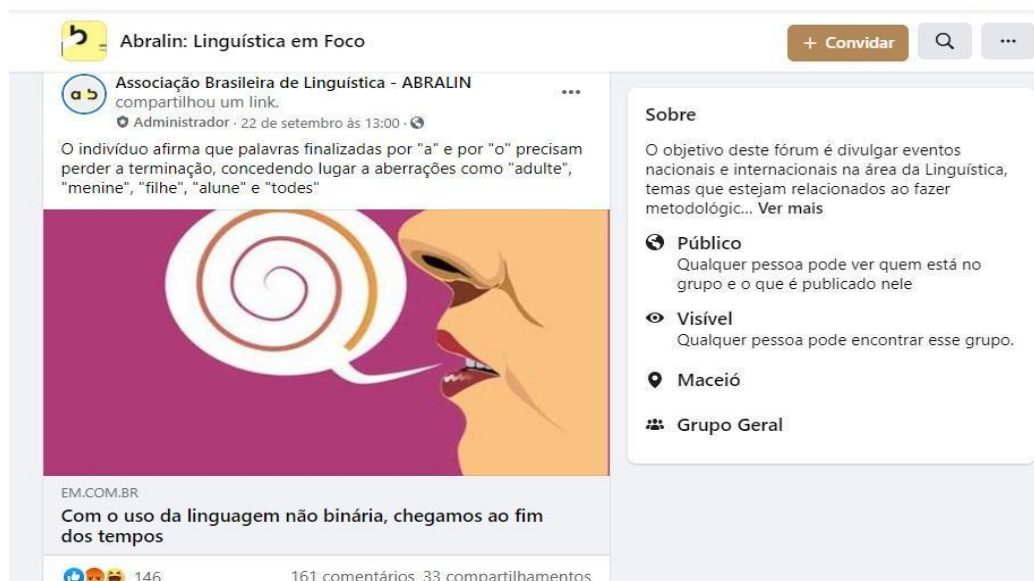 Abralin: Linguística em Foco
+ Convidar
Associação Brasileira de Linguística - ABRALIN
compartilhou um link.
Administrador · 22 de setembro às 13:00 ·
O indivíduo afirma que palavras finalizadas por "a" e por "o" precisam
perder a terminação, concedendo lugar a aberrações como "adulte",
"menine", "filhe", "alune" e "todes"
EM.COM.BR
Com o uso da linguagem não binária, chegamos ao fim
dos tempos
146
161 comentários 33 compartilhamentos
Sobre
O objetivo deste fórum é divulgar eventos
nacionais e internacionais na área da Linguística,
temas que estejam relacionados ao fazer
metodológic... Ver mais
Público
Qualquer pessoa pode ver quem está no
grupo e o que é publicado nele
Visível
Qualquer pessoa pode encontrar esse grupo.
Maceió
Grupo Geral